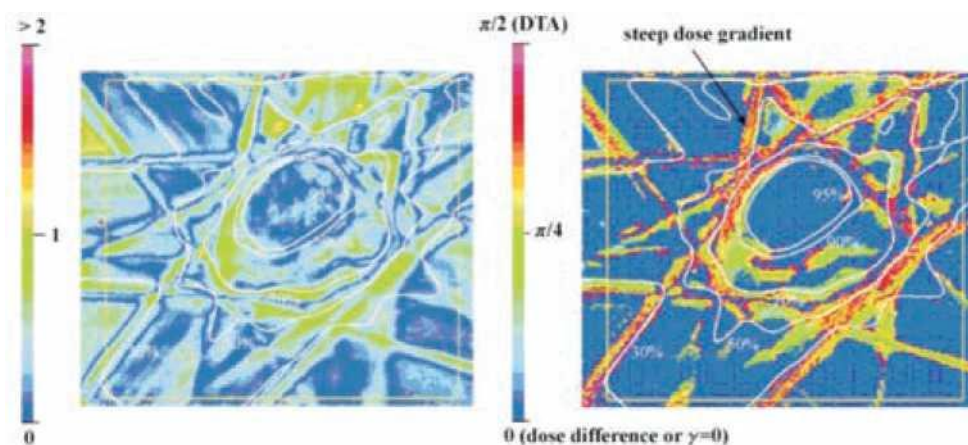 > 2
1
0
π/2 (DTA)
steep dose gradient
95%
π/4
30%
0 (dose difference or γ=0)